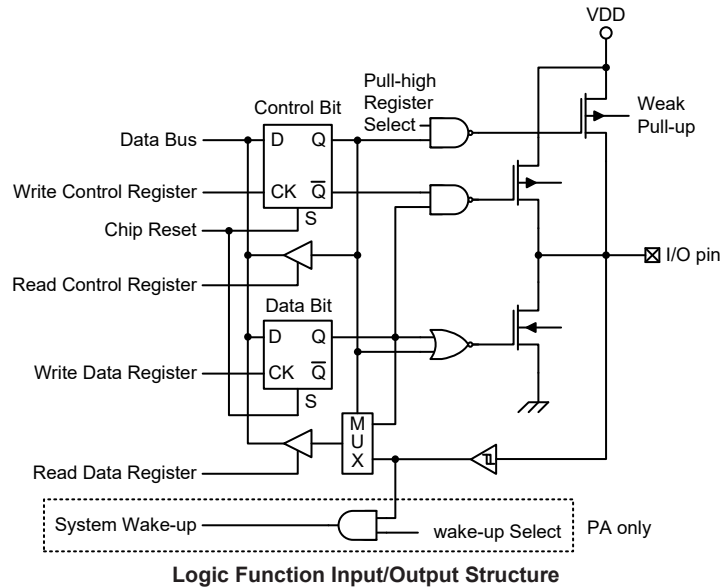 VDD
Pull-high
Register
Select
Weak
Pull-up
Control Bit
Data Bus
D Q
Write Control Register
CK Q
S
Chip Reset
I/O pin
Read Control Register
Data Bit
D Q
Write Data Register
CK Q
S
M
U
X
Read Data Register
System Wake-up
wake-up Select
PA only
Logic Function Input/Output Structure